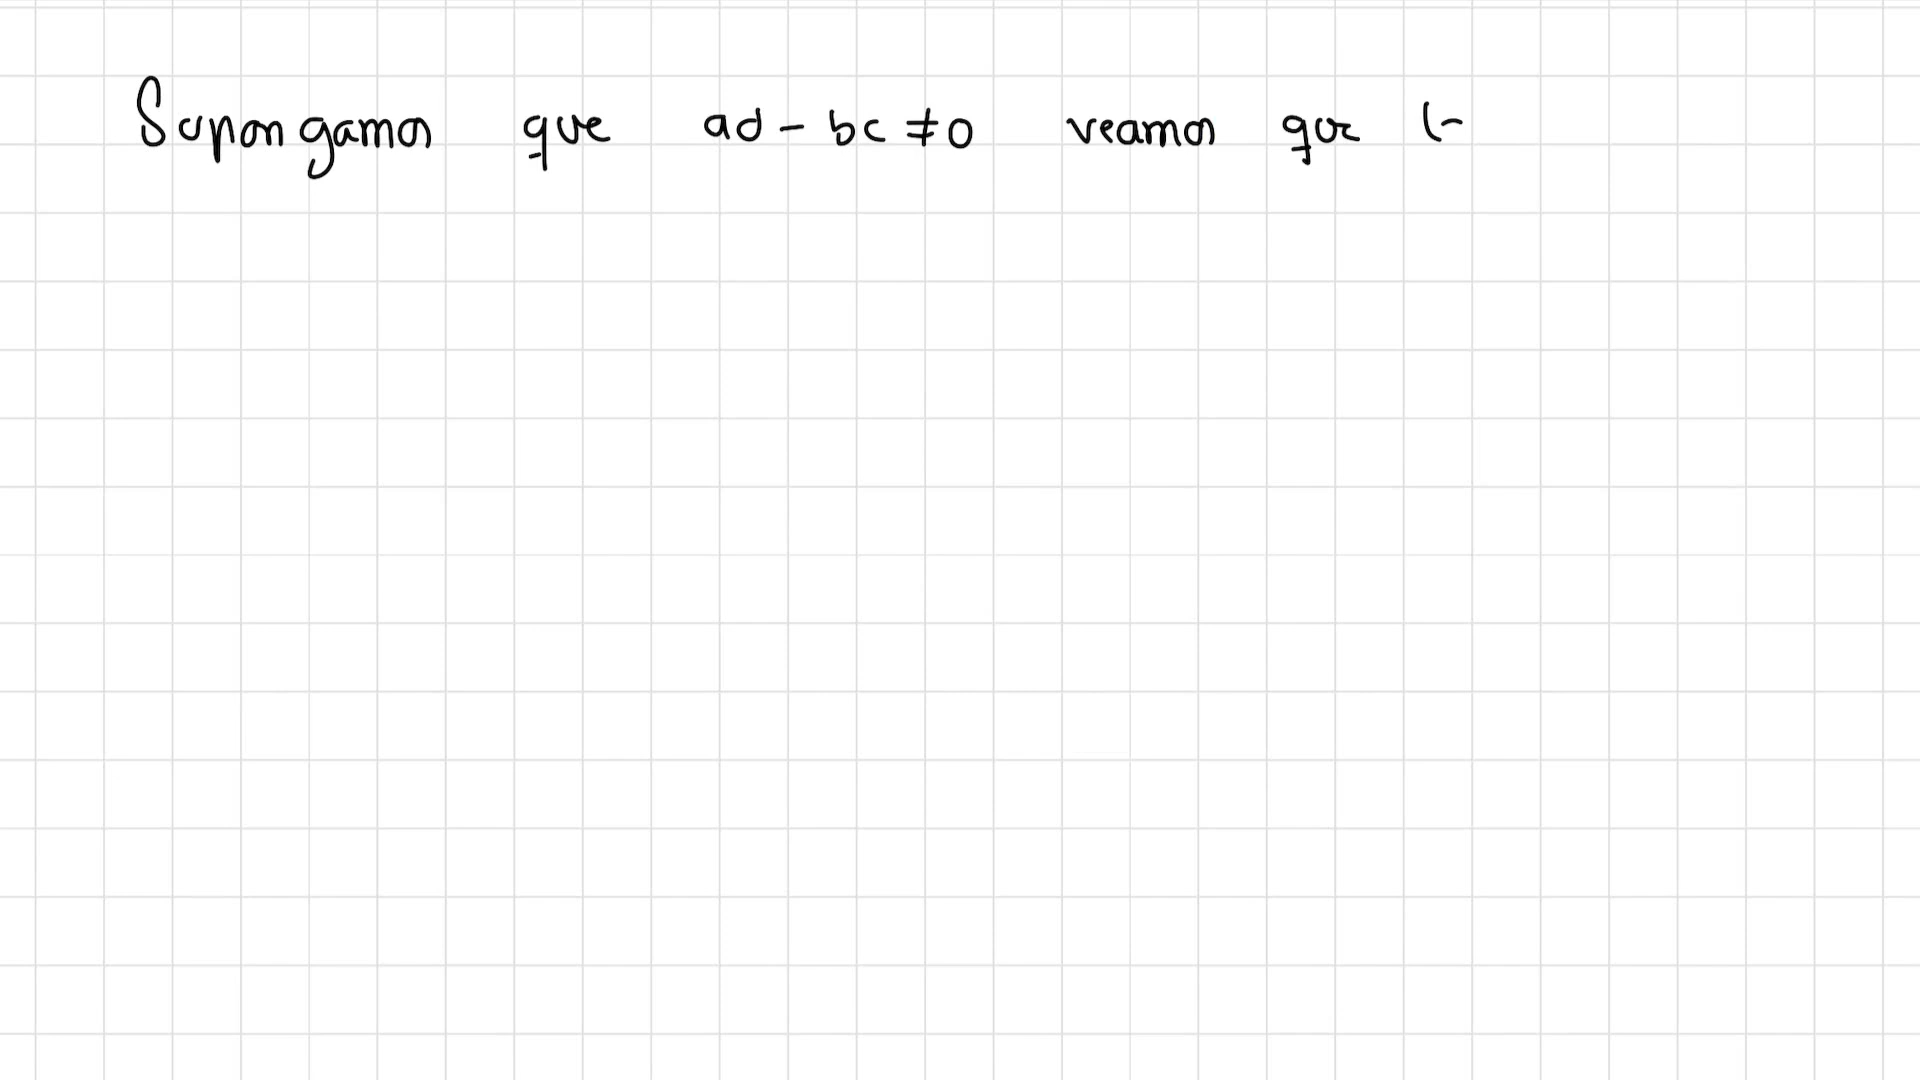 Supongamos que ad - bc ≠ 0 veamos que